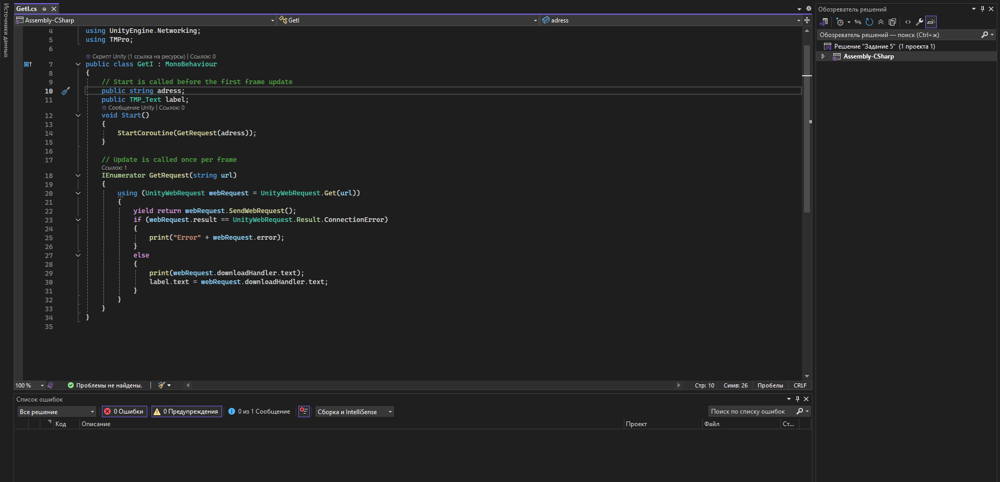 Источники данных
GetI.cs
Assembly-CSharp
GetI
adress
4 using UnityEngine.Networking;
5 using TMPro;
6
Скрипт Unity (1 ссылка на ресурсы) | Ссылок: 0
7 public class GetI : MonoBehaviour
8 {
9 // Start is called before the first frame update
10 public string adress;
11 public TMP_Text label;
Сообщение Unity | Ссылок: 0
12 void Start()
13 {
14 StartCoroutine(GetRequest(adress));
15 }
16
17 // Update is called once per frame
Ссылок: 1
18 IEnumerator GetRequest(string url)
19 {
20 using (UnityWebRequest webRequest = UnityWebRequest.Get(url))
21 {
22 yield return webRequest.SendWebRequest();
23 if (webRequest.result == UnityWebRequest.Result.ConnectionError)
24 {
25 print("Error" + webRequest.error);
26 }
27 else
28 {
29 print(webRequest.downloadHandler.text);
30 label.text = webRequest.downloadHandler.text;
31 }
32 }
33 }
34 }
35
100 %
Проблемы не найдены.
Стр: 10 Симв: 26 Пробелы CRLF
Список ошибок
Все решение
0 Ошибки
0 Предупреждения
0 из 1 Сообщение
Сборка и IntelliSense
Поиск по списку ошибок
Код Описание Проект Файл Ст...
Обозреватель решений
Обозреватель решений — поиск (Ctrl+ж)
Решение "Задание 5" (1 проекта 1)
Assembly-CSharp